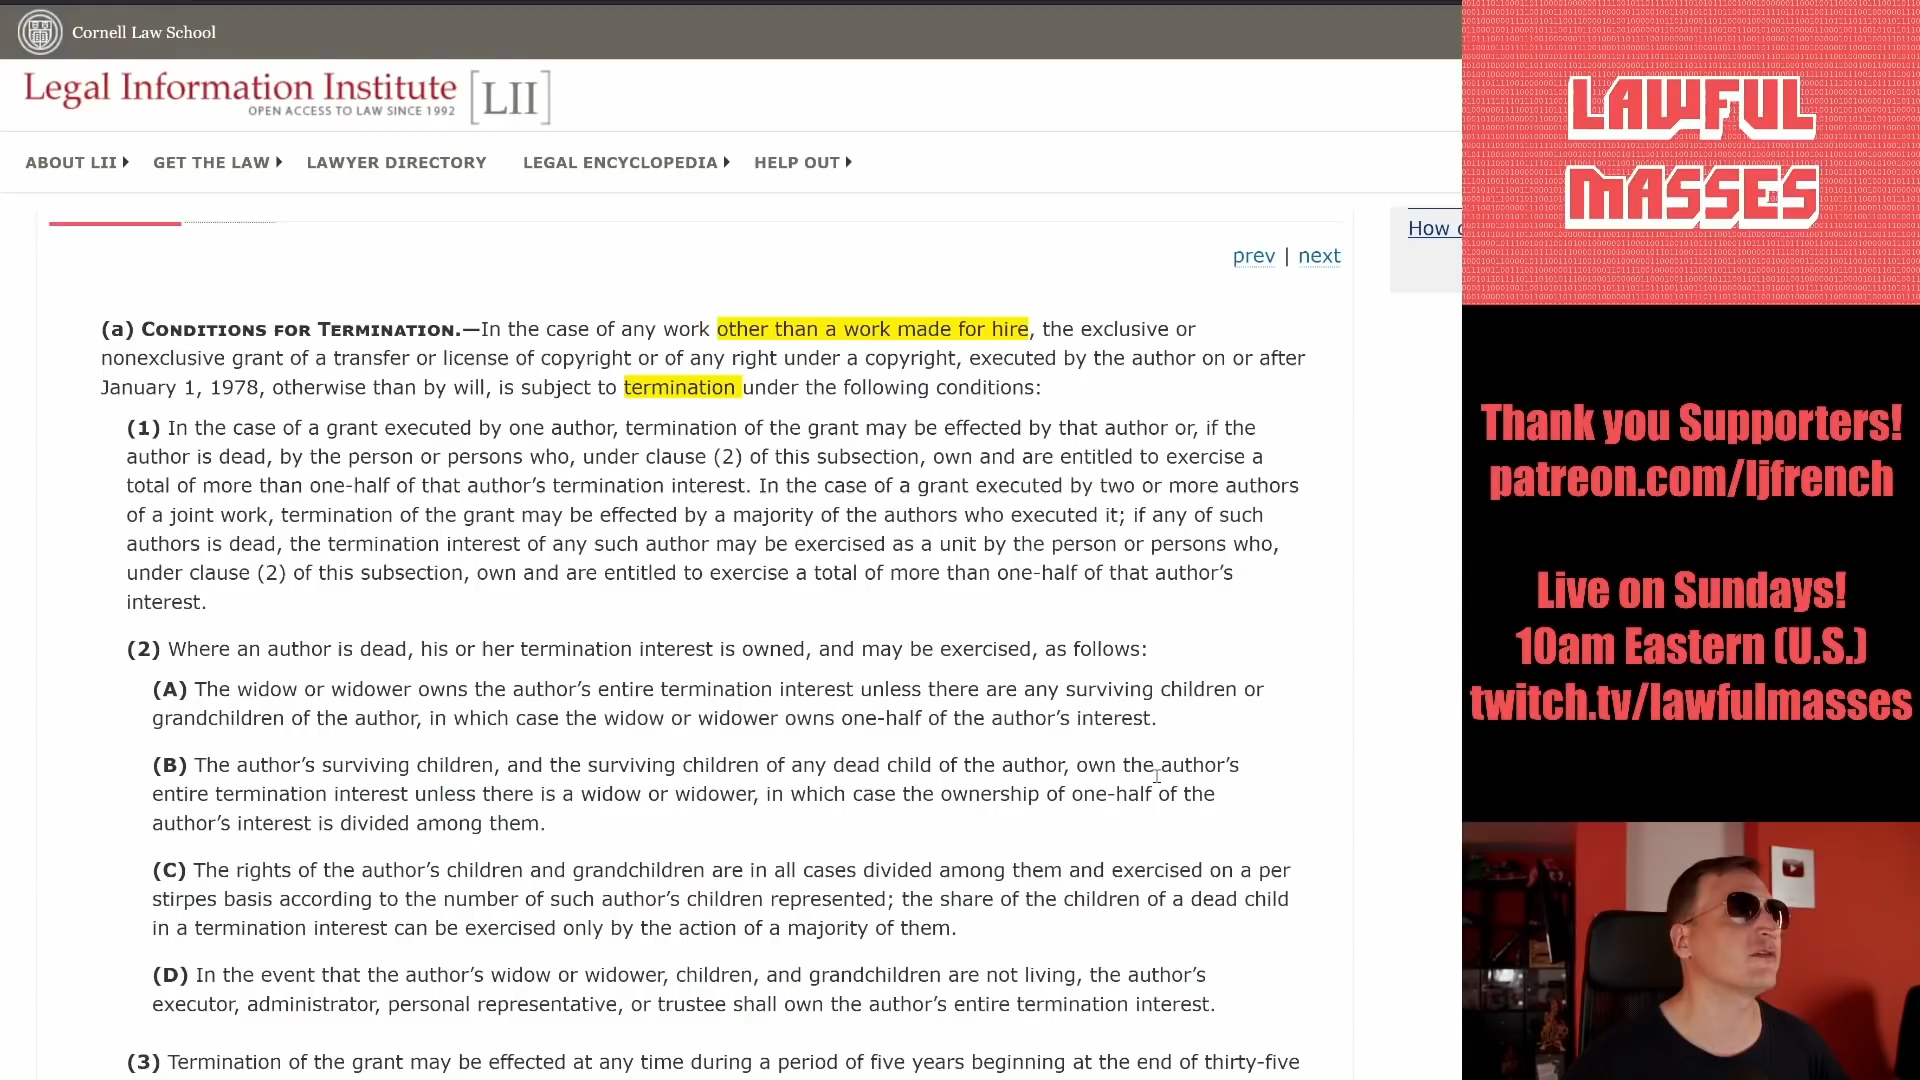 Cornell Law School
Legal Information Institute [LII]
OPEN ACCESS TO LAW SINCE 1992
ABOUT LII GET THE LAW LAWYER DIRECTORY LEGAL ENCYCLOPEDIA HELP OUT
prev | next
How
(a) CONDITIONS FOR TERMINATION.—In the case of any work other than a work made for hire, the exclusive or
nonexclusive grant of a transfer or license of copyright or of any right under a copyright, executed by the author on or after
January 1, 1978, otherwise than by will, is subject to termination under the following conditions:
(1) In the case of a grant executed by one author, termination of the grant may be effected by that author or, if the
author is dead, by the person or persons who, under clause (2) of this subsection, own and are entitled to exercise a
total of more than one-half of that author’s termination interest. In the case of a grant executed by two or more authors
of a joint work, termination of the grant may be effected by a majority of the authors who executed it; if any of such
authors is dead, the termination interest of any such author may be exercised as a unit by the person or persons who,
under clause (2) of this subsection, own and are entitled to exercise a total of more than one-half of that author’s
interest.
(2) Where an author is dead, his or her termination interest is owned, and may be exercised, as follows:
(A) The widow or widower owns the author’s entire termination interest unless there are any surviving children or
grandchildren of the author, in which case the widow or widower owns one-half of the author’s interest.
(B) The author’s surviving children, and the surviving children of any dead child of the author, own the author’s
entire termination interest unless there is a widow or widower, in which case the ownership of one-half of the
author’s interest is divided among them.
(C) The rights of the author’s children and grandchildren are in all cases divided among them and exercised on a per
stirpes basis according to the number of such author’s children represented; the share of the children of a dead child
in a termination interest can be exercised only by the action of a majority of them.
(D) In the event that the author’s widow or widower, children, and grandchildren are not living, the author’s
executor, administrator, personal representative, or trustee shall own the author’s entire termination interest.
(3) Termination of the grant may be effected at any time during a period of five years beginning at the end of thirty-five
LAWFUL
MASSES
Thank you Supporters!
patreon.com/ljfrench
Live on Sundays!
10am Eastern (U.S.)
twitch.tv/lawfulmasses